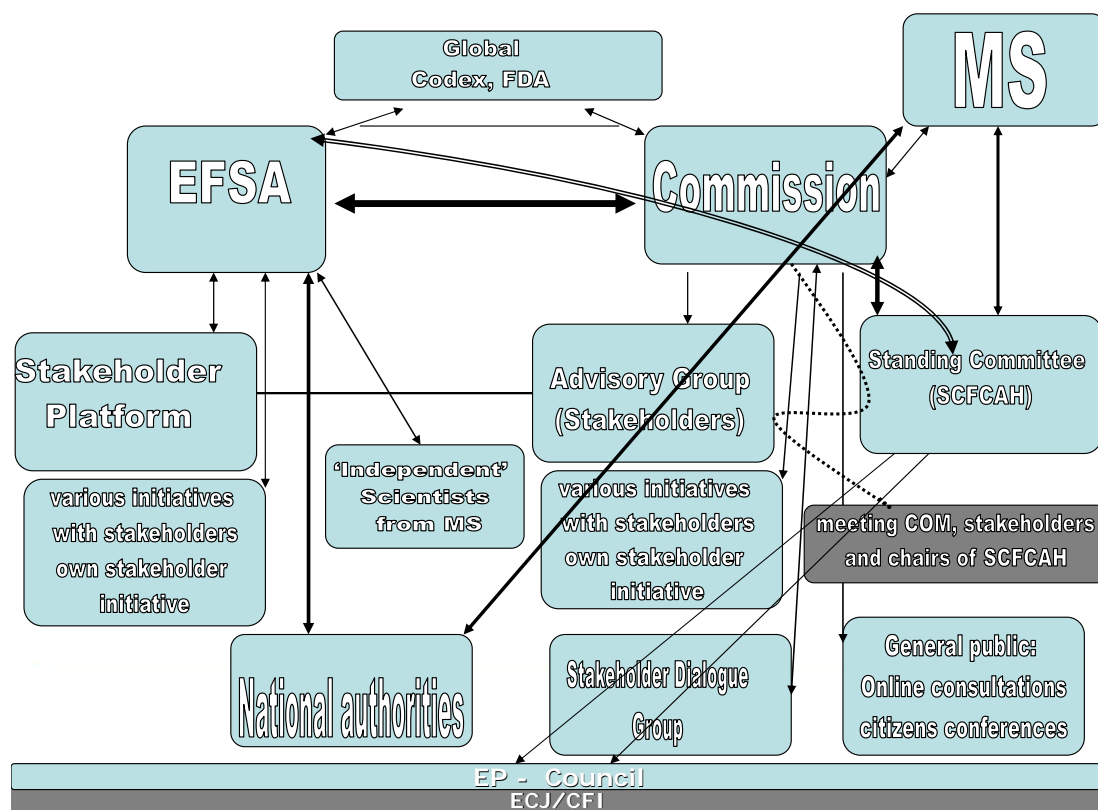 Global
Codex, FDA
MS
EFSA
Commission
Stakeholder
Platform
Advisory Group
(Stakeholders)
Standing Committee
(SCFCAH)
'Independent'
Scientists
from MS
various initiatives
with stakeholders
own stakeholder
initiative
various initiatives
with stakeholders
own stakeholder
initiative
meeting COM, stakeholders
and chairs of SCFCAH
National authorities
Stakeholder Dialogue
Group
General public:
Online consultations
citizens conferences
EP - Council
ECJ/CFI